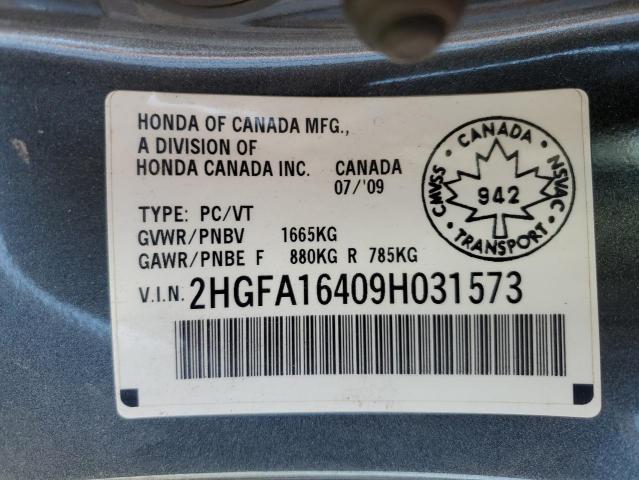 HONDA OF CANADA MFG.,
A DIVISION OF
HONDA CANADA INC. CANADA
07/'09
TYPE: PC/VT
GVWR/PNBV 1665KG
GAWR/PNBE F 880KG R 785KG
V.I.N. 2HGFA16409H031573
CANADA
CMVSS
NSVAC
942
TRANSPORT